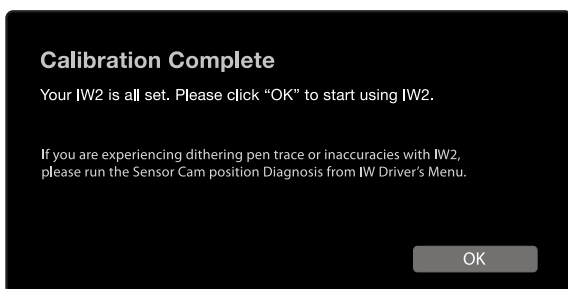 Calibration Complete
Your IW2 is all set. Please click “OK” to start using IW2.
If you are experiencing dithering pen trace or inaccuracies with IW2,
please run the Sensor Cam position Diagnosis from IW Driver’s Menu.
OK